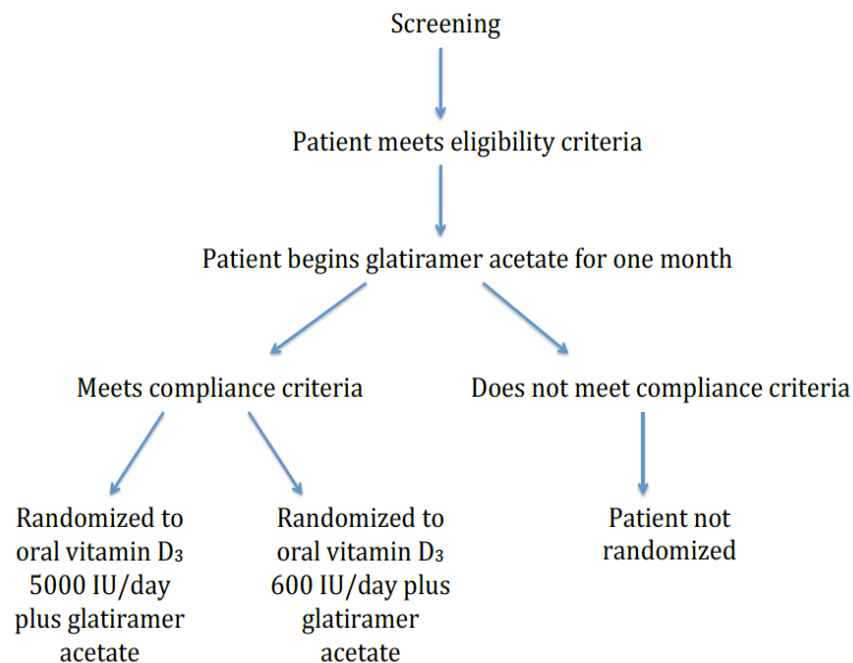 Screening
Patient meets eligibility criteria
Patient begins glatiramer acetate for one month
Meets compliance criteria
Does not meet compliance criteria
Randomized to
oral vitamin D₃
5000 IU/day
plus glatiramer
acetate
Randomized to
oral vitamin D₃
600 IU/day plus
glatiramer
acetate
Patient not
randomized